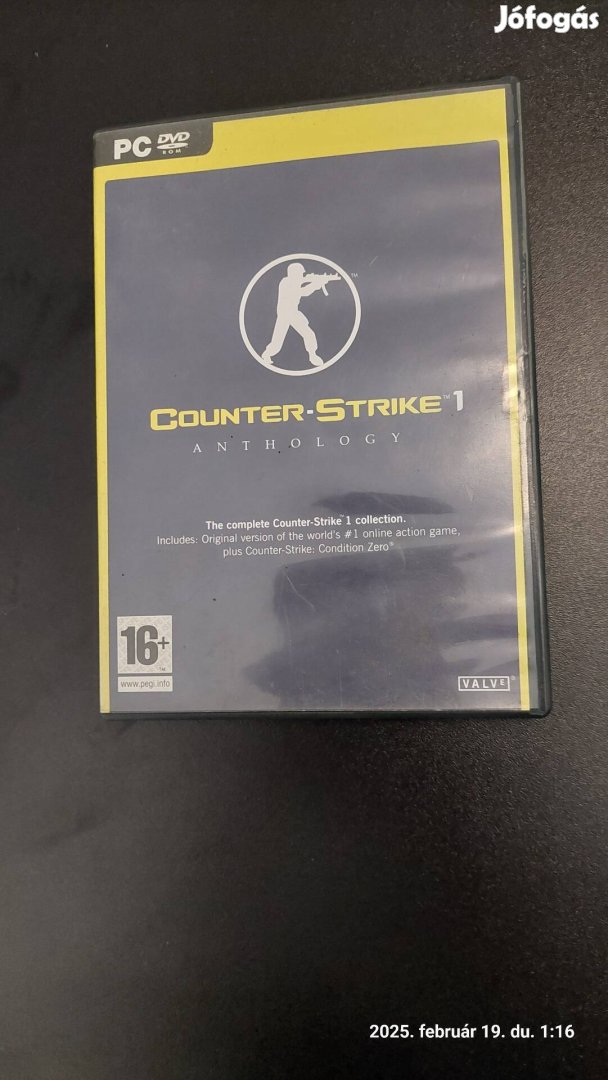 Jófogás
PC DVD ROM
COUNTER-STRIKE™ 1
ANTHOLOGY
The complete Counter-Strike™ 1 collection.
Includes: Original version of the world's #1 online action game,
plus Counter-Strike: Condition Zero®
16+
www.pegi.info
VALVE®
2025. február 19. du. 1:16